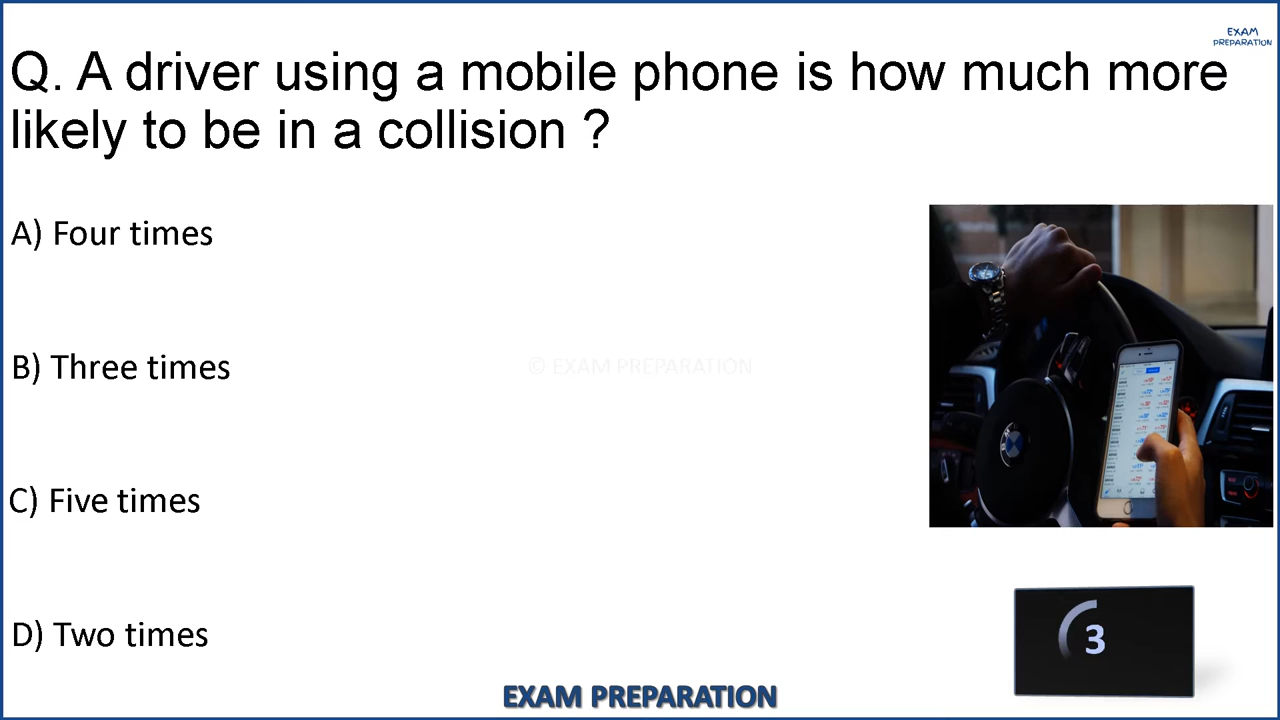 EXAM
PREPARATION
Q. A driver using a mobile phone is how much more
likely to be in a collision ?
A) Four times
B) Three times
© EXAM PREPARATION
C) Five times
D) Two times
3
EXAM PREPARATION